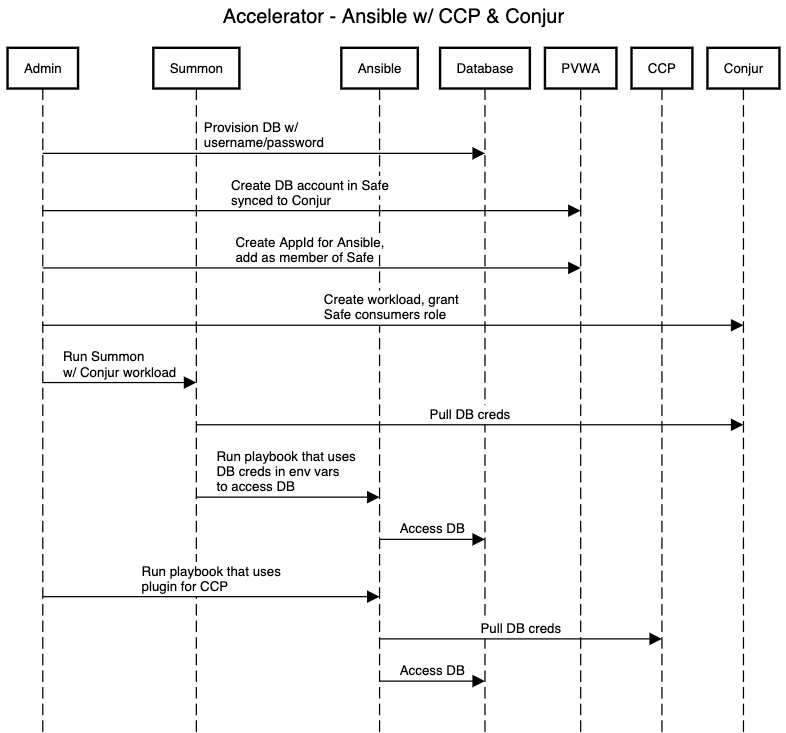 Accelerator - Ansible w/ CCP & Conjur
Admin
Summon
Ansible
Database
PVWA
CCP
Conjur
Provision DB w/
username/password
Create DB account in Safe
synced to Conjur
Create AppId for Ansible,
add as member of Safe
Create workload, grant
Safe consumers role
Run Summon
w/ Conjur workload
Pull DB creds
Run playbook that uses
DB creds in env vars
to access DB
Access DB
Run playbook that uses
plugin for CCP
Pull DB creds
Access DB